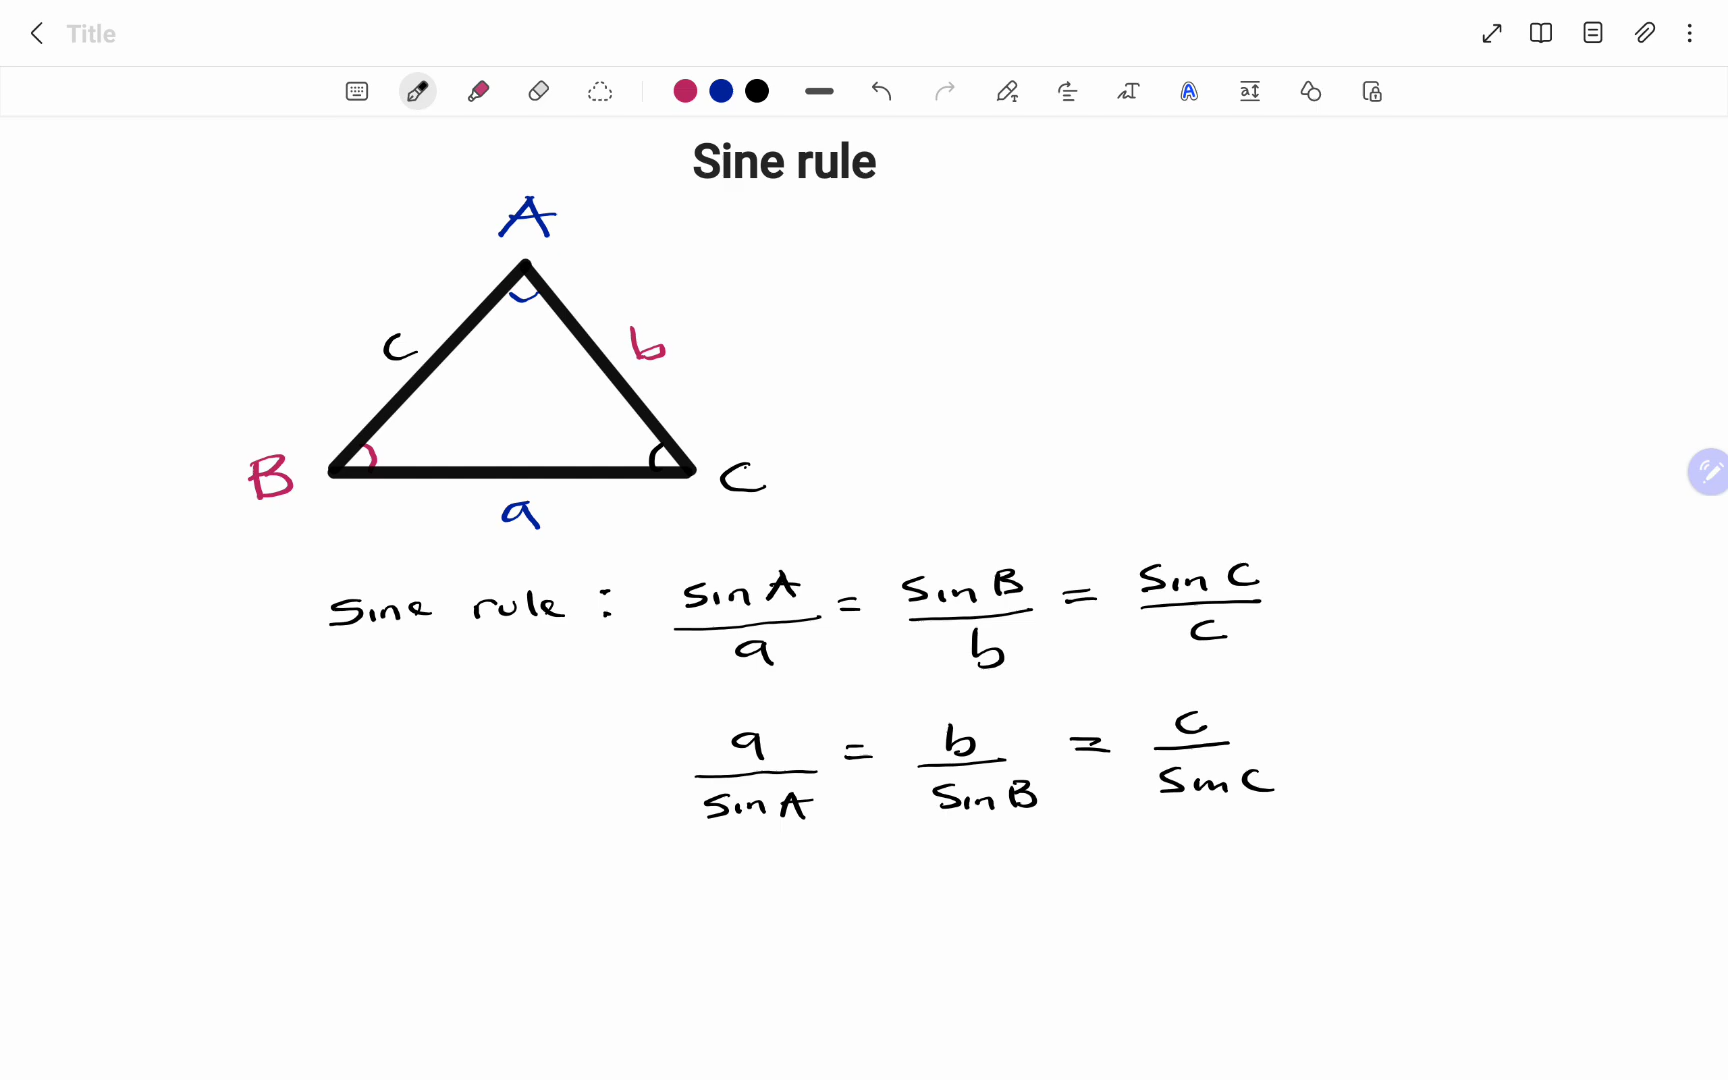 Title
Sine rule
A
c b
B C
a
sine rule : sin A / a = sin B / b = sin C / c
a / sin A = b / sin B = c / sin C